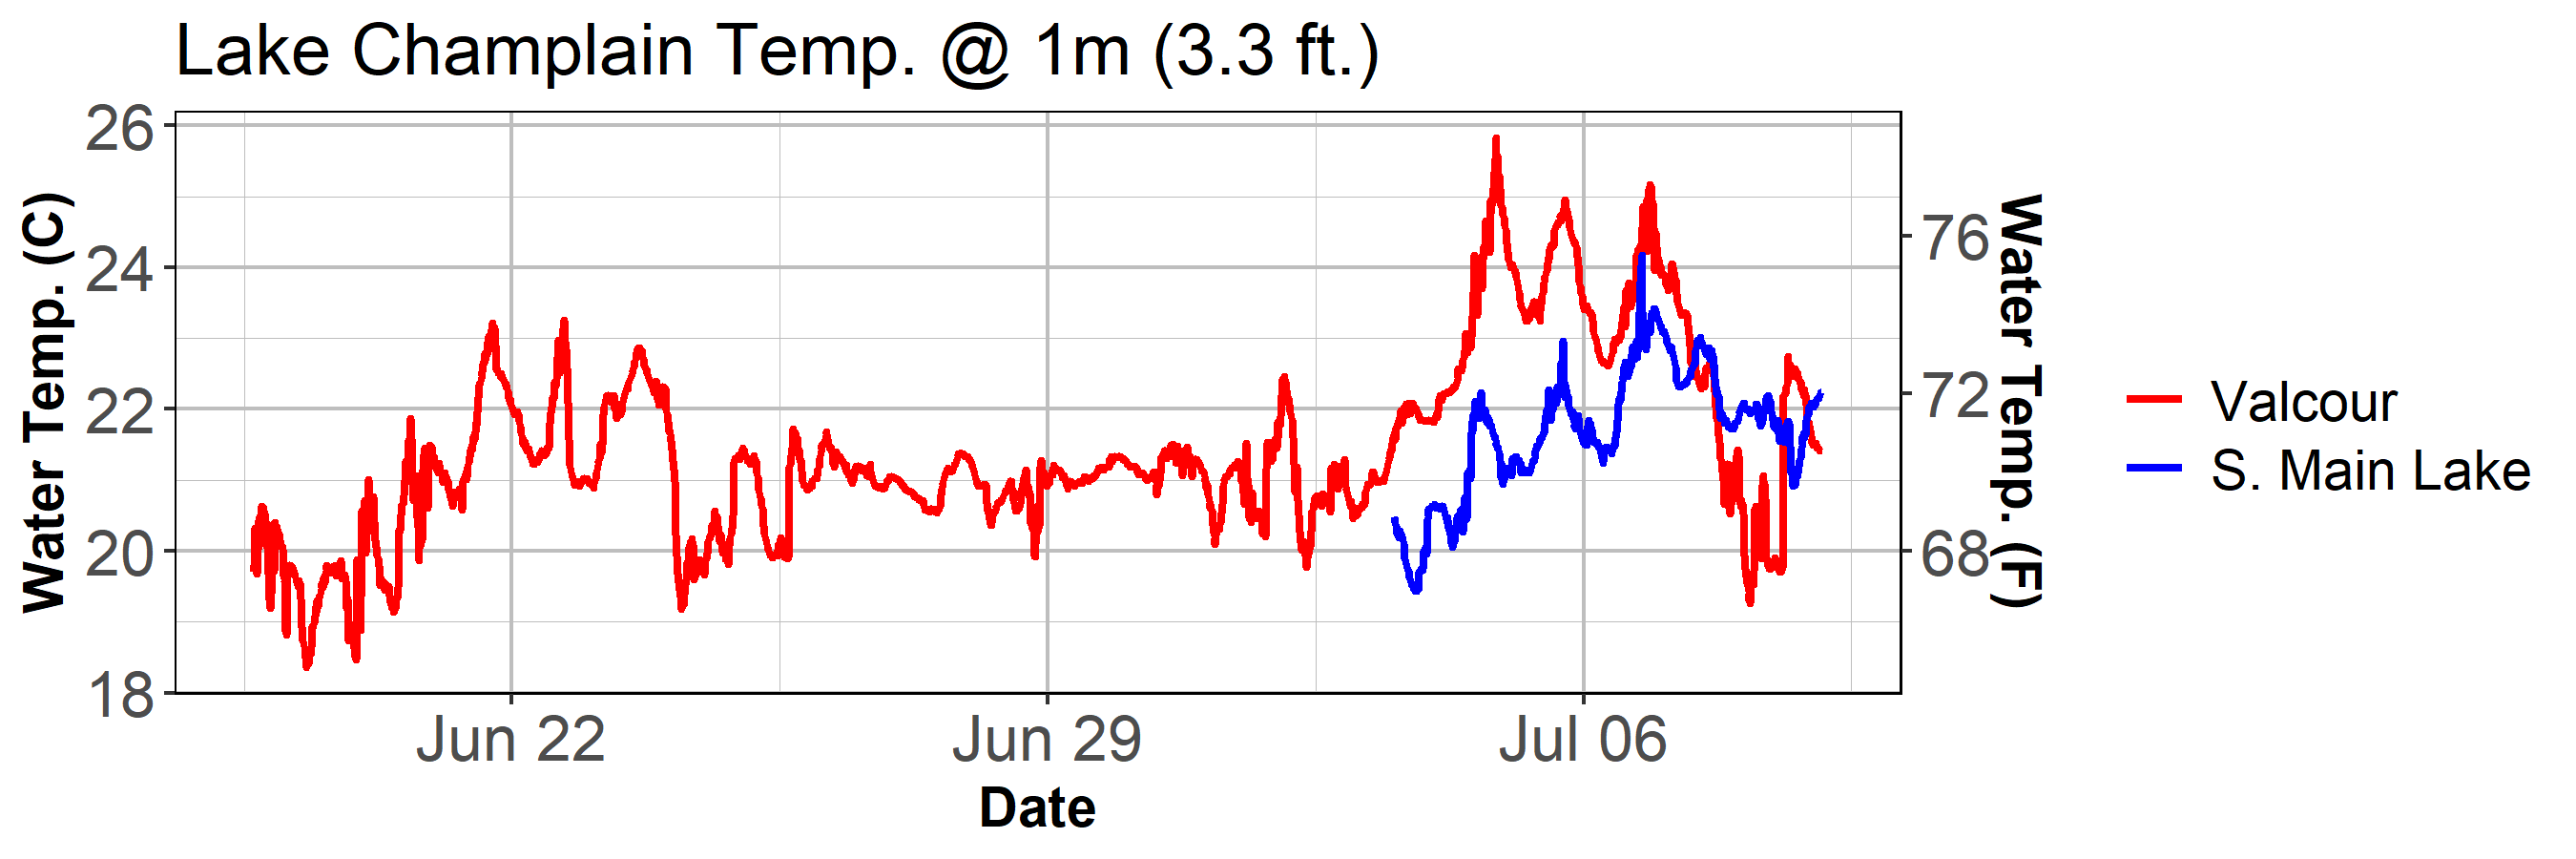 Lake Champlain Temp. @ 1m (3.3 ft.)
Water Temp. (C)
26
24
22
20
18
76
72
68
Water Temp. (F)
Jun 22
Jun 29
Jul 06
Date
Valcour
S. Main Lake